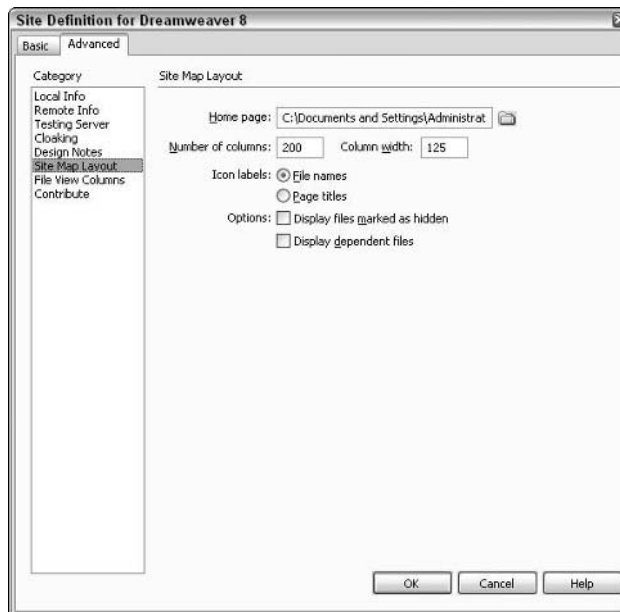 Site Definition for Dreamweaver 8
Basic
Advanced
Category
Local Info
Remote Info
Testing Server
Cloaking
Design Notes
Site Map Layout
File View Columns
Contribute
Site Map Layout
Home page: C:\Documents and Settings\Administrat
Number of columns: 200 Column width: 125
Icon labels: File names
Page titles
Options: Display files marked as hidden
Display dependent files
OK Cancel Help